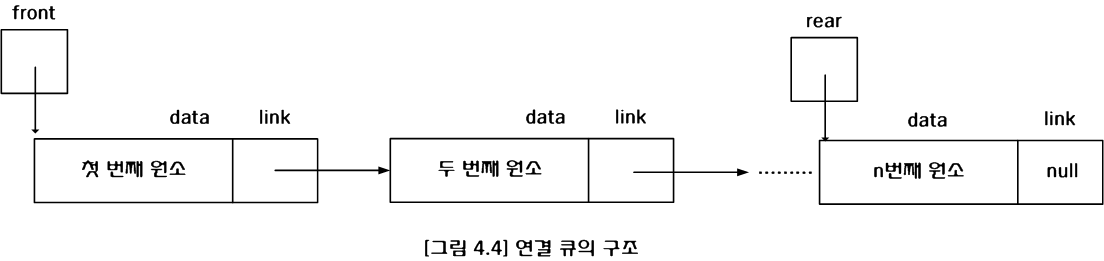 front
rear
data link
data link
data link
첫 번째 원소
두 번째 원소
n번째 원소
null
[그림 4.4] 연결 큐의 구조